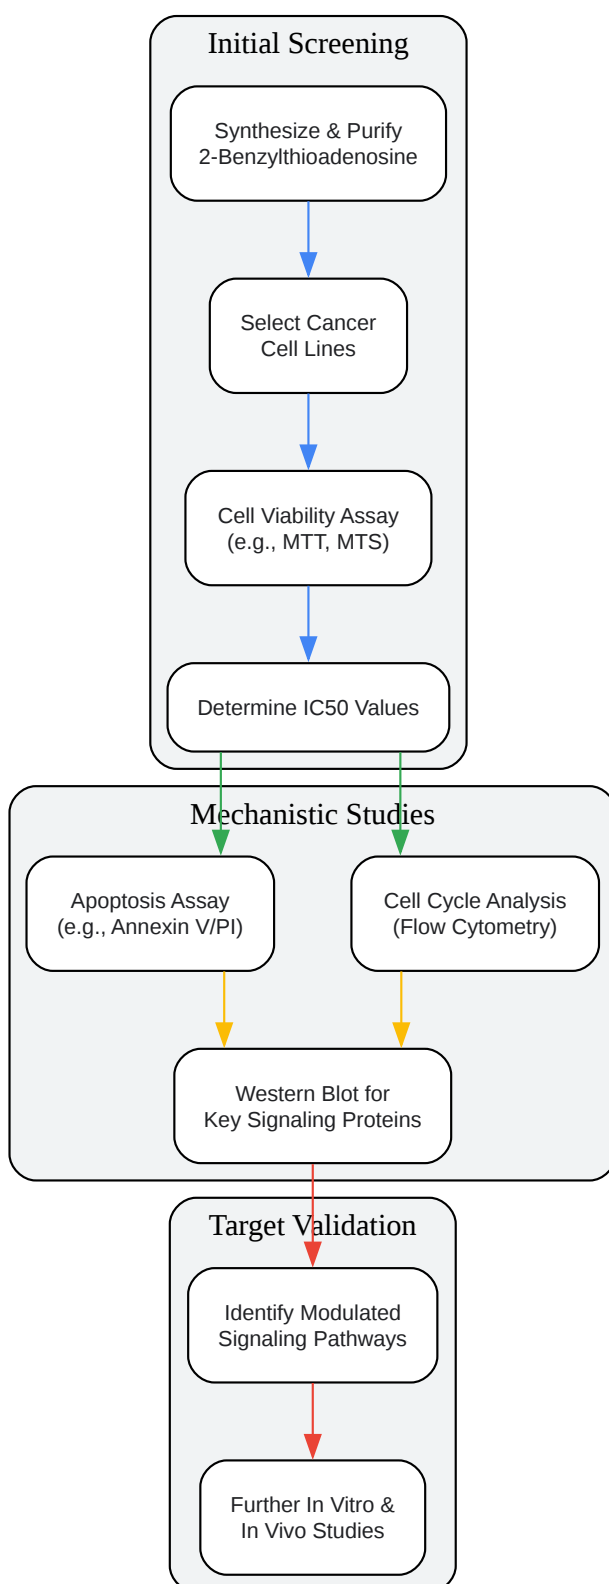 Initial Screening
Synthesize & Purify
2-Benzylthioadenosine
Select Cancer
Cell Lines
Cell Viability Assay
(e.g., MTT, MTS)
Determine IC50 Values
Mechanistic Studies
Apoptosis Assay
(e.g., Annexin V/PI)
Cell Cycle Analysis
(Flow Cytometry)
Western Blot for
Key Signaling Proteins
Target Validation
Identify Modulated
Signaling Pathways
Further In Vitro &
In Vivo Studies